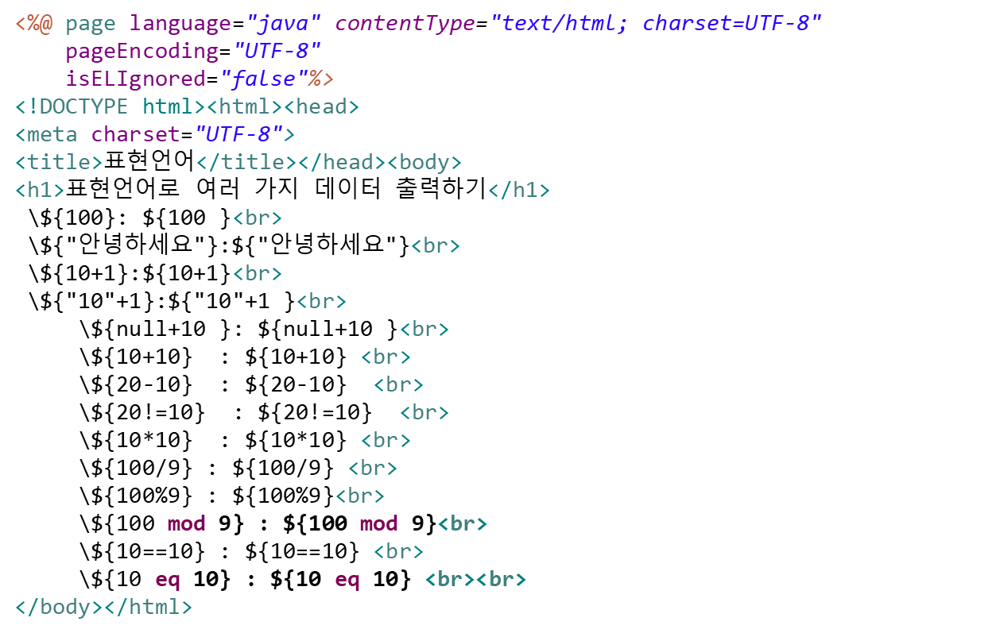 <%@ page language="java" contentType="text/html; charset=UTF-8"
    pageEncoding="UTF-8"
    isELIgnored="false"%>
<!DOCTYPE html><html><head>
<meta charset="UTF-8">
<title>표현언어</title></head><body>
<h1>표현언어로 여러 가지 데이터 출력하기</h1>
 \${100}: ${100 }<br>
 \${"안녕하세요"}:${"안녕하세요"}<br>
 \${10+1}:${10+1}<br>
 \${"10"+1}:${"10"+1 }<br>
     \${null+10 }: ${null+10 }<br>
     \${10+10}  : ${10+10} <br>
     \${20-10}  : ${20-10}  <br>
     \${20!=10}  : ${20!=10}  <br>
     \${10*10}  : ${10*10} <br>
     \${100/9} : ${100/9} <br>
     \${100%9} : ${100%9}<br>
     \${100 mod 9} : ${100 mod 9}<br>
     \${10==10} : ${10==10} <br>
     \${10 eq 10} : ${10 eq 10} <br><br>
</body></html>